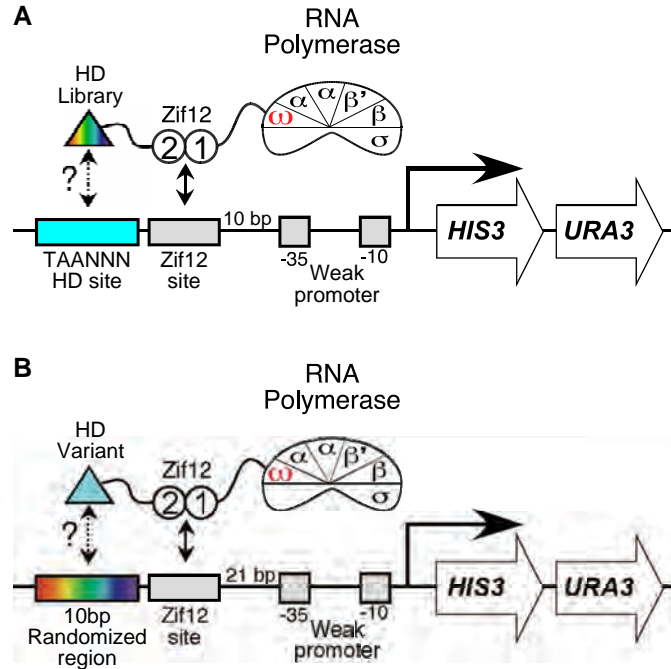 A
RNA
Polymerase
HD
Library
Zif12
2 1
ω α α β' β σ
?
10 bp
TAANNN
HD site
Zif12
site
-35
-10
Weak
promoter
HIS3
URA3
B
RNA
Polymerase
HD
Variant
Zif12
2 1
ω α α β' β σ
?
21 bp
10bp
Randomized
region
Zif12
site
-35
-10
Weak
promoter
HIS3
URA3